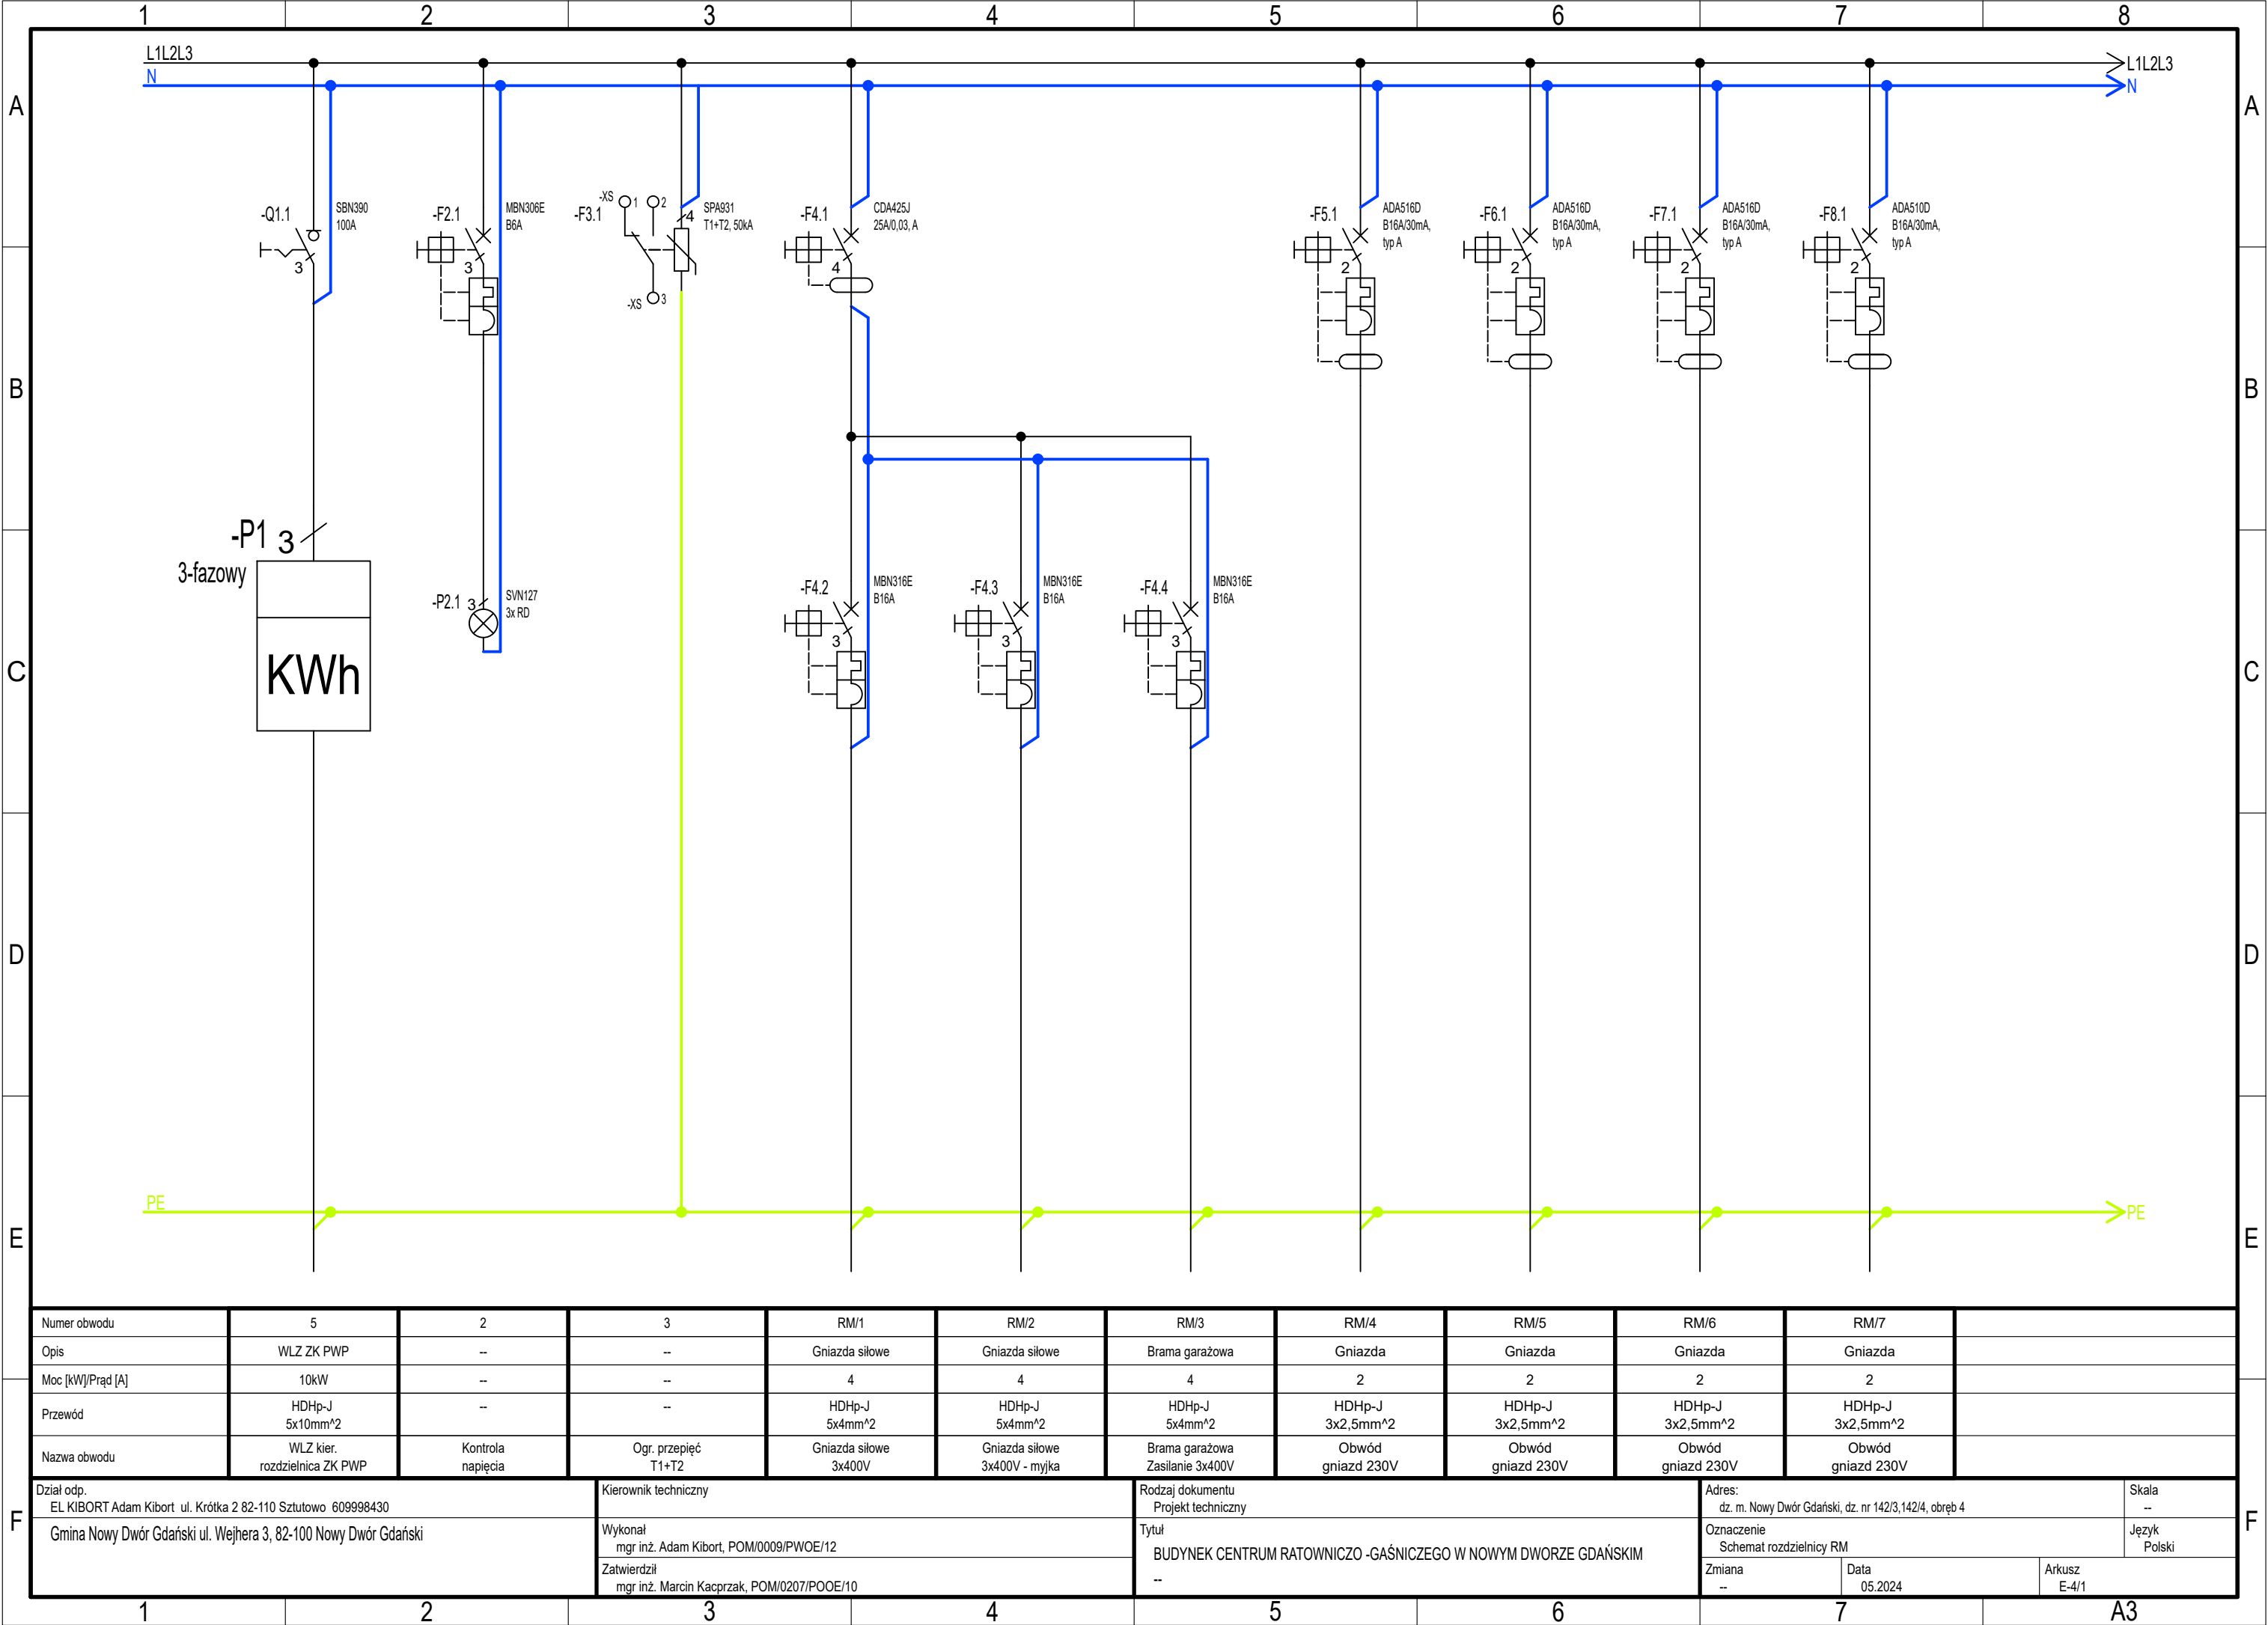 1 2 3 4 5 6 7 8
L1L2L3
N
L1L2L3
N
A
A
-Q1.1
SBN390
100A
3
-F2.1
MBN306E
B6A
3
-F3.1
-XS
1
2
-XS
3
4
SPA931
T1+T2, 50kA
-F4.1
CDA425J
25A/0,03, A
4
-F5.1
ADA516D
B16A/30mA,
typ A
2
-F6.1
ADA516D
B16A/30mA,
typ A
2
-F7.1
ADA516D
B16A/30mA,
typ A
2
-F8.1
ADA510D
B16A/30mA,
typ A
2
B
B
-P1 3
3-fazowy
KWh
-P2.1
3
SVN127
3x RD
-F4.2
MBN316E
B16A
3
-F4.3
MBN316E
B16A
3
-F4.4
MBN316E
B16A
3
C
C
D
D
PE
PE
E
E
Numer obwodu 5 2 3 RM/1 RM/2 RM/3 RM/4 RM/5 RM/6 RM/7
Opis WLZ ZK PWP -- -- Gniazda siłowe Gniazda siłowe Brama garażowa Gniazda Gniazda Gniazda Gniazda
Moc [kW]/Prąd [A] 10kW -- -- 4 4 4 2 2 2 2
Przewód HDHp-J -- -- HDHp-J HDHp-J HDHp-J HDHp-J HDHp-J HDHp-J HDHp-J
5x10mm^2 5x4mm^2 5x4mm^2 5x4mm^2 3x2,5mm^2 3x2,5mm^2 3x2,5mm^2 3x2,5mm^2
Nazwa obwodu WLZ kier. Kontrola Ogr. przepięć Gniazda siłowe Gniazda siłowe Brama garażowa Obwód Obwód Obwód Obwód
rozdzielnica ZK PWP napięcia T1+T2 3x400V 3x400V - myjka Zasilanie 3x400V gniazd 230V gniazd 230V gniazd 230V gniazd 230V
F
F
Dział odp.
EL KIBORT Adam Kibort ul. Krótka 2 82-110 Sztutowo 609998430
Gmina Nowy Dwór Gdański ul. Wejhera 3, 82-100 Nowy Dwór Gdański
Kierownik techniczny
Wykonał
mgr inż. Adam Kibort, POM/0009/PWOE/12
Zatwierdził
mgr inż. Marcin Kacprzak, POM/0207/POOE/10
Rodzaj dokumentu
Projekt techniczny
Tytuł
BUDYNEK CENTRUM RATOWNICZO -GAŚNICZEGO W NOWYM DWORZE GDAŃSKIM
--
Adres:
dz. m. Nowy Dwór Gdański, dz. nr 142/3,142/4, obręb 4
Skala
--
Oznaczenie
Schemat rozdzielnicy RM
Język
Polski
Zmiana
--
Data
05.2024
Arkusz
E-4/1
1 2 3 4 5 6 7 A3